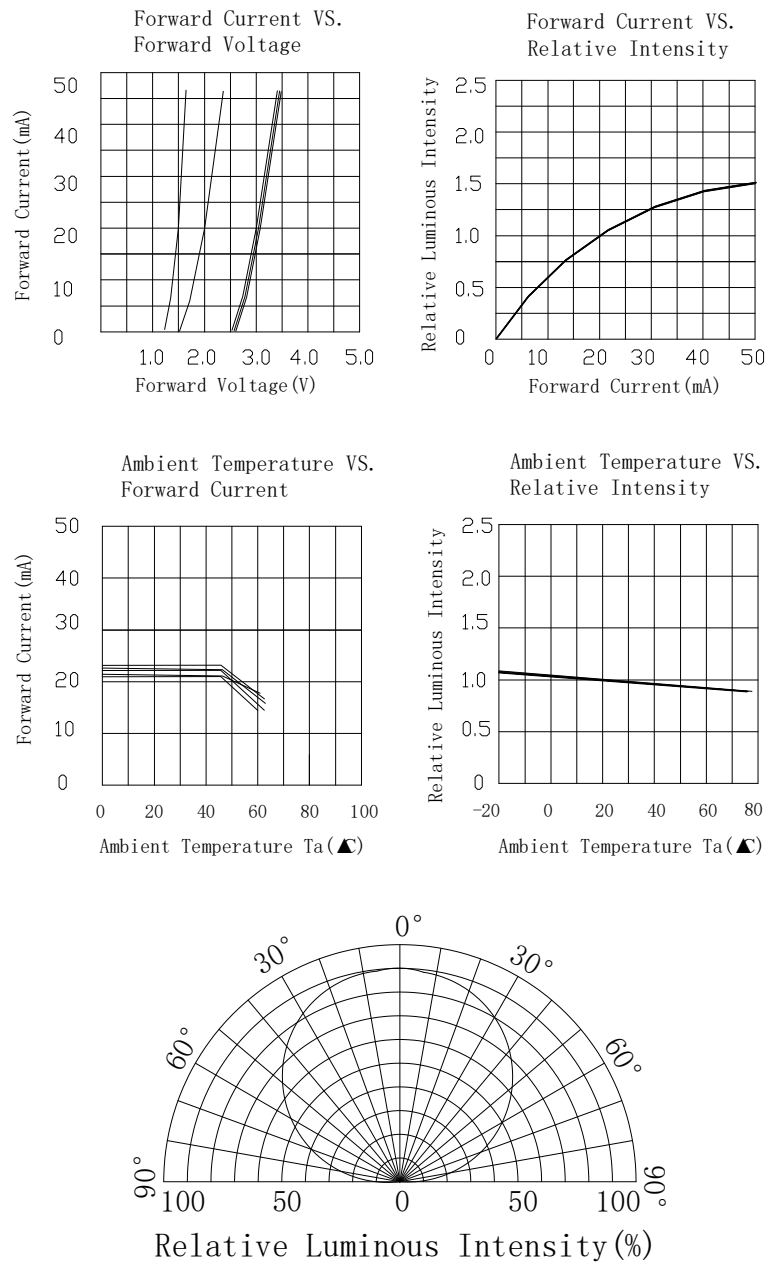 Forward Current VS.
Forward Voltage
Forward Current(mA)
50
40
30
20
10
0
1.0 2.0 3.0 4.0 5.0
Forward Voltage(V)
Forward Current VS.
Relative Intensity
Relative Luminous Intensity
2.5
2.0
1.5
1.0
0.5
0
0 10 20 30 40 50
Forward Current(mA)
Ambient Temperature VS.
Forward Current
Forward Current(mA)
50
40
30
20
10
0
0 20 40 60 80 100
Ambient Temperature Ta(▲C)
Ambient Temperature VS.
Relative Intensity
Relative Luminous Intensity
2.5
2.0
1.5
1.0
0.5
0
-20 0 20 40 60 80
Ambient Temperature Ta(▲C)
0°
30° 30°
60° 60°
90° 90°
100 50 0 50 100
Relative Luminous Intensity(%)